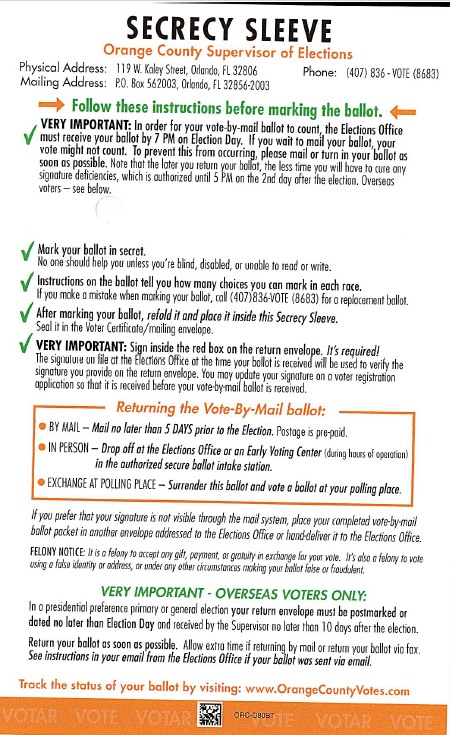 SECRECY SLEEVE
Orange County Supervisor of Elections
Physical Address: 119 W. Kaley Street, Orlando, FL 32806 Phone: (407) 836 - VOTE (8683)
Mailing Address: P.O. Box 562003, Orlando, FL 32856-2003
Follow these instructions before marking the ballot.
VERY IMPORTANT: In order for your vote-by-mail ballot to count, the Elections Office
must receive your ballot by 7 PM on Election Day. If you wait to mail your ballot, your
vote might not count. To prevent this from occurring, please mail or turn in your ballot as
soon as possible. Note that the later you return your ballot, the less time you will have to cure any
signature deficiencies, which is authorized until 5 PM on the 2nd day after the election. Overseas
voters – see below.
Mark your ballot in secret.
No one should help you unless you're blind, disabled, or unable to read or write.
Instructions on the ballot tell you how many choices you can mark in each race.
If you make a mistake when marking your ballot, call (407)836-VOTE (8683) for a replacement ballot.
After marking your ballot, refold it and place it inside this Secrecy Sleeve.
Seal it in the Voter Certificate/mailing envelope.
VERY IMPORTANT: Sign inside the red box on the return envelope. It's required!
The signature on file at the Elections Office at the time your ballot is received will be used to verify the
signature you provide on the return envelope. You may update your signature on a voter registration
application so that it is received before your vote-by-mail ballot is received.
Returning the Vote-By-Mail ballot:
BY MAIL – Mail no later than 5 DAYS prior to the Election. Postage is pre-paid.
IN PERSON – Drop off at the Elections Office or an Early Voting Center (during hours of operation)
in the authorized secure ballot intake station.
EXCHANGE AT POLLING PLACE – Surrender this ballot and vote a ballot at your polling place.
If you prefer that your signature is not visible through the mail system, place your completed vote-by-mail
ballot packet in another envelope addressed to the Elections Office or hand-deliver it to the Elections Office.
FELONY NOTICE: It is a felony to accept any gift, payment, or gratuity in exchange for your vote. It's also a felony to vote
using a false identity or address, or under any other circumstances making your ballot false or fraudulent.
VERY IMPORTANT - OVERSEAS VOTERS ONLY:
In a presidential preference primary or general election your return envelope must be postmarked or
dated no later than Election Day and received by the Supervisor no later than 10 days after the election.
Return your ballot as soon as possible. Allow extra time if returning by mail or return your ballot via fax.
See instructions in your email from the Elections Office if your ballot was sent via email.
Track the status of your ballot by visiting: www.OrangeCountyVotes.com
VOTAR VOTE VOTAR ORC-D80BT VOTE VOTAR VOTE